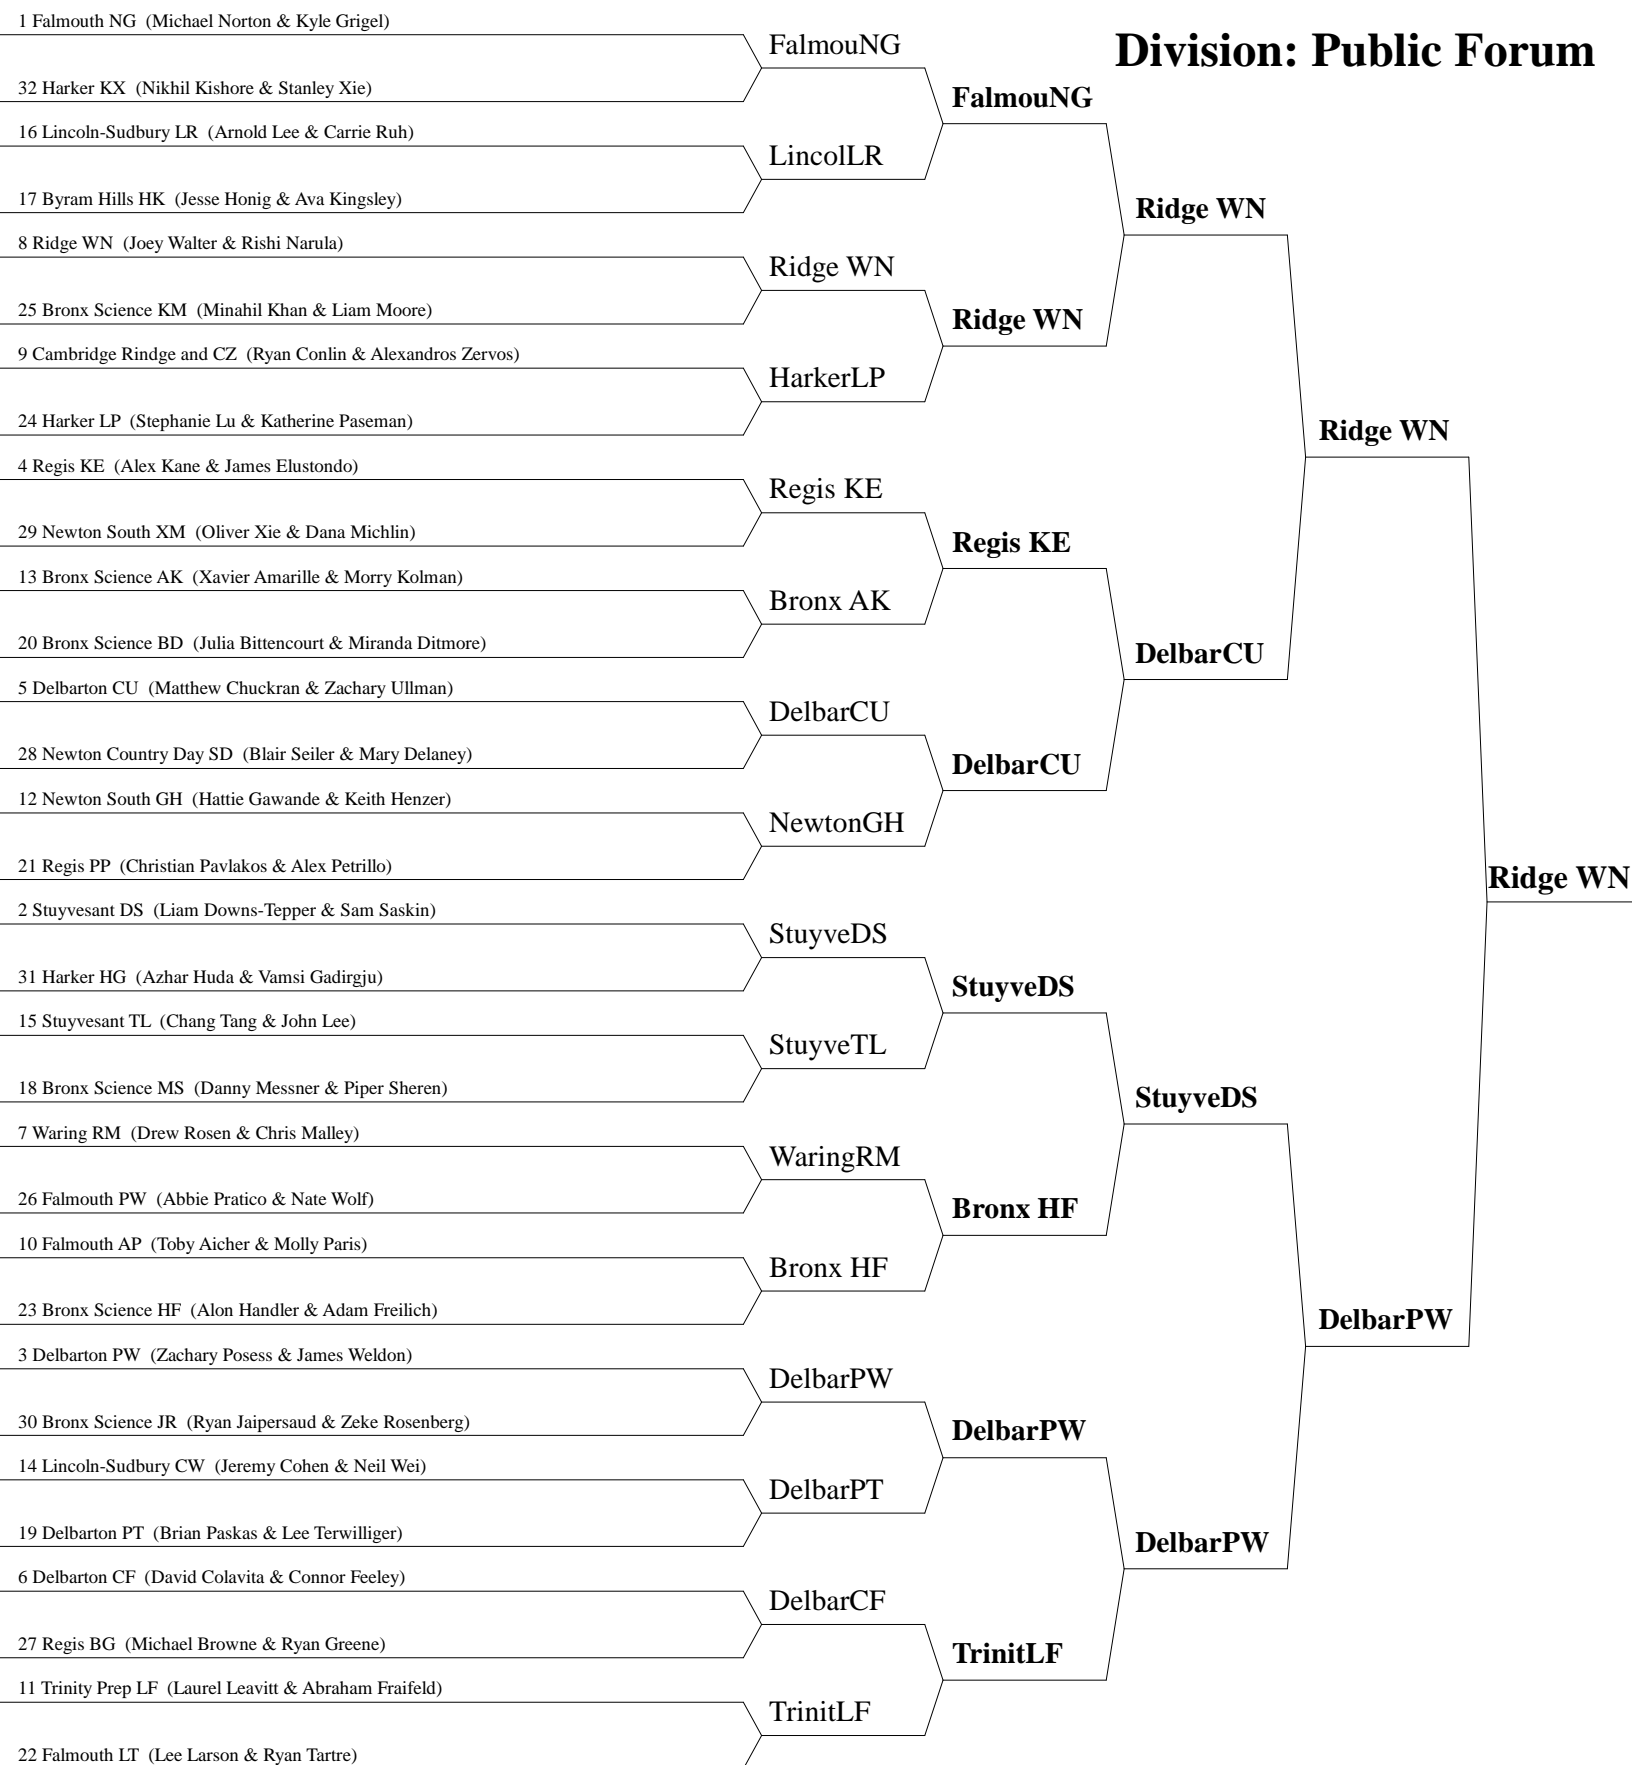 1 Falmouth NG (Michael Norton & Kyle Grigel)
FalmouNG
Division: Public Forum
32 Harker KX (Nikhil Kishore & Stanley Xie)
FalmouNG
16 Lincoln-Sudbury LR (Arnold Lee & Carrie Ruh)
LincolLR
17 Byram Hills HK (Jesse Honig & Ava Kingsley)
Ridge WN
8 Ridge WN (Joey Walter & Rishi Narula)
Ridge WN
25 Bronx Science KM (Minahil Khan & Liam Moore)
Ridge WN
9 Cambridge Rindge and CZ (Ryan Conlin & Alexandros Zervos)
HarkerLP
24 Harker LP (Stephanie Lu & Katherine Paseman)
Ridge WN
4 Regis KE (Alex Kane & James Elustondo)
Regis KE
29 Newton South XM (Oliver Xie & Dana Michlin)
Regis KE
13 Bronx Science AK (Xavier Amarille & Morry Kolman)
Bronx AK
20 Bronx Science BD (Julia Bittencourt & Miranda Ditmore)
DelbarCU
5 Delbarton CU (Matthew Chuckran & Zachary Ullman)
DelbarCU
28 Newton Country Day SD (Blair Seiler & Mary Delaney)
DelbarCU
12 Newton South GH (Hattie Gawande & Keith Henzer)
NewtonGH
21 Regis PP (Christian Pavlakos & Alex Petrillo)
Ridge WN
2 Stuyvesant DS (Liam Downs-Tepper & Sam Saskin)
StuyveDS
31 Harker HG (Azhar Huda & Vamsi Gadirgju)
StuyveDS
15 Stuyvesant TL (Chang Tang & John Lee)
StuyveTL
18 Bronx Science MS (Danny Messner & Piper Sheren)
StuyveDS
7 Waring RM (Drew Rosen & Chris Malley)
WaringRM
26 Falmouth PW (Abbie Pratico & Nate Wolf)
Bronx HF
10 Falmouth AP (Toby Aicher & Molly Paris)
Bronx HF
23 Bronx Science HF (Alon Handler & Adam Freilich)
DelbarPW
3 Delbarton PW (Zachary Posess & James Weldon)
DelbarPW
30 Bronx Science JR (Ryan Jaipersaud & Zeke Rosenberg)
DelbarPW
14 Lincoln-Sudbury CW (Jeremy Cohen & Neil Wei)
DelbarPT
19 Delbarton PT (Brian Paskas & Lee Terwilliger)
DelbarPW
6 Delbarton CF (David Colavita & Connor Feeley)
DelbarCF
27 Regis BG (Michael Browne & Ryan Greene)
TrinitLF
11 Trinity Prep LF (Laurel Leavitt & Abraham Fraifeld)
TrinitLF
22 Falmouth LT (Lee Larson & Ryan Tartre)